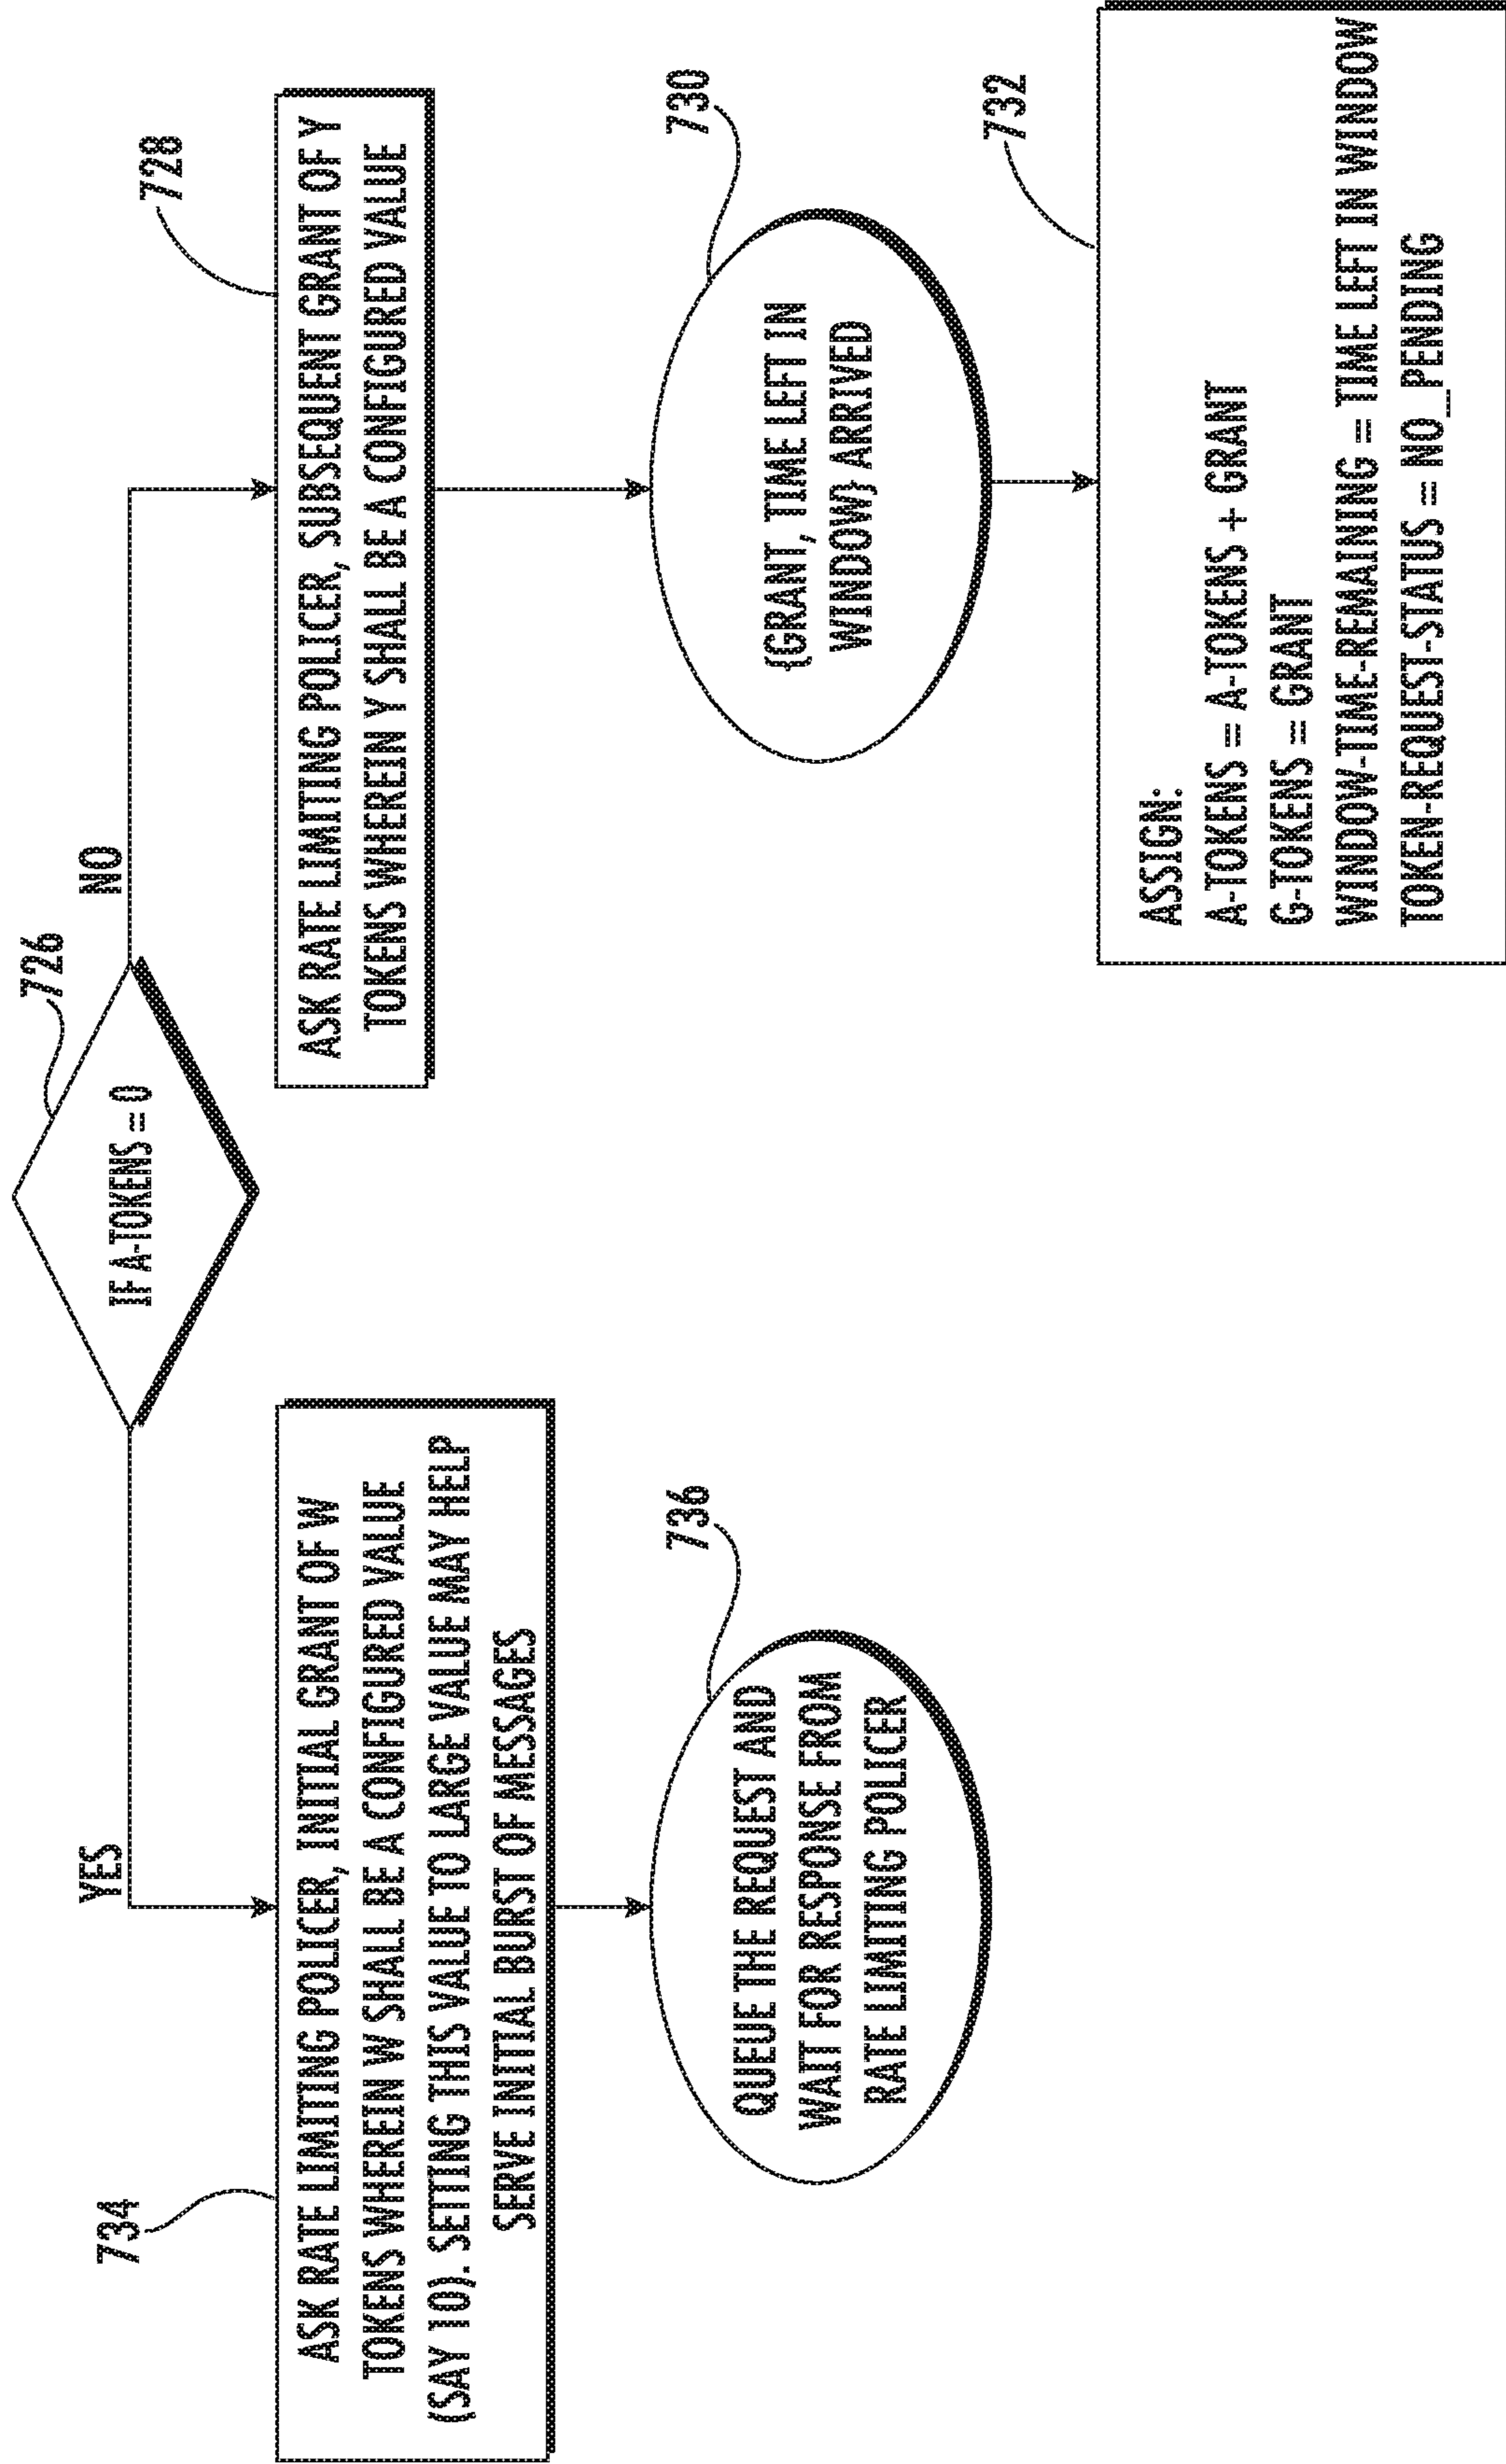 726
IF A-TOKENS = 0
YES
NO
734
ASK RATE LIMITING POLICER, INITIAL GRANT OF W
TOKENS WHEREIN W SHALL BE A CONFIGURED VALUE
(SAY 10). SETTING THIS VALUE TO LARGE VALUE MAY HELP
SERVE INITIAL BURST OF MESSAGES
736
QUEUE THE REQUEST AND
WAIT FOR RESPONSE FROM
RATE LIMITING POLICER
728
ASK RATE LIMITING POLICER, SUBSEQUENT GRANT OF Y
TOKENS WHEREIN Y SHALL BE A CONFIGURED VALUE
730
{GRANT, TIME LEFT IN
WINDOW} ARRIVED
732
ASSIGN:
A-TOKENS = A-TOKENS + GRANT
G-TOKENS = GRANT
WINDOW-TIME-REMAINING = TIME LEFT IN WINDOW
TOKEN-REQUEST-STATUS = NO_PENDING